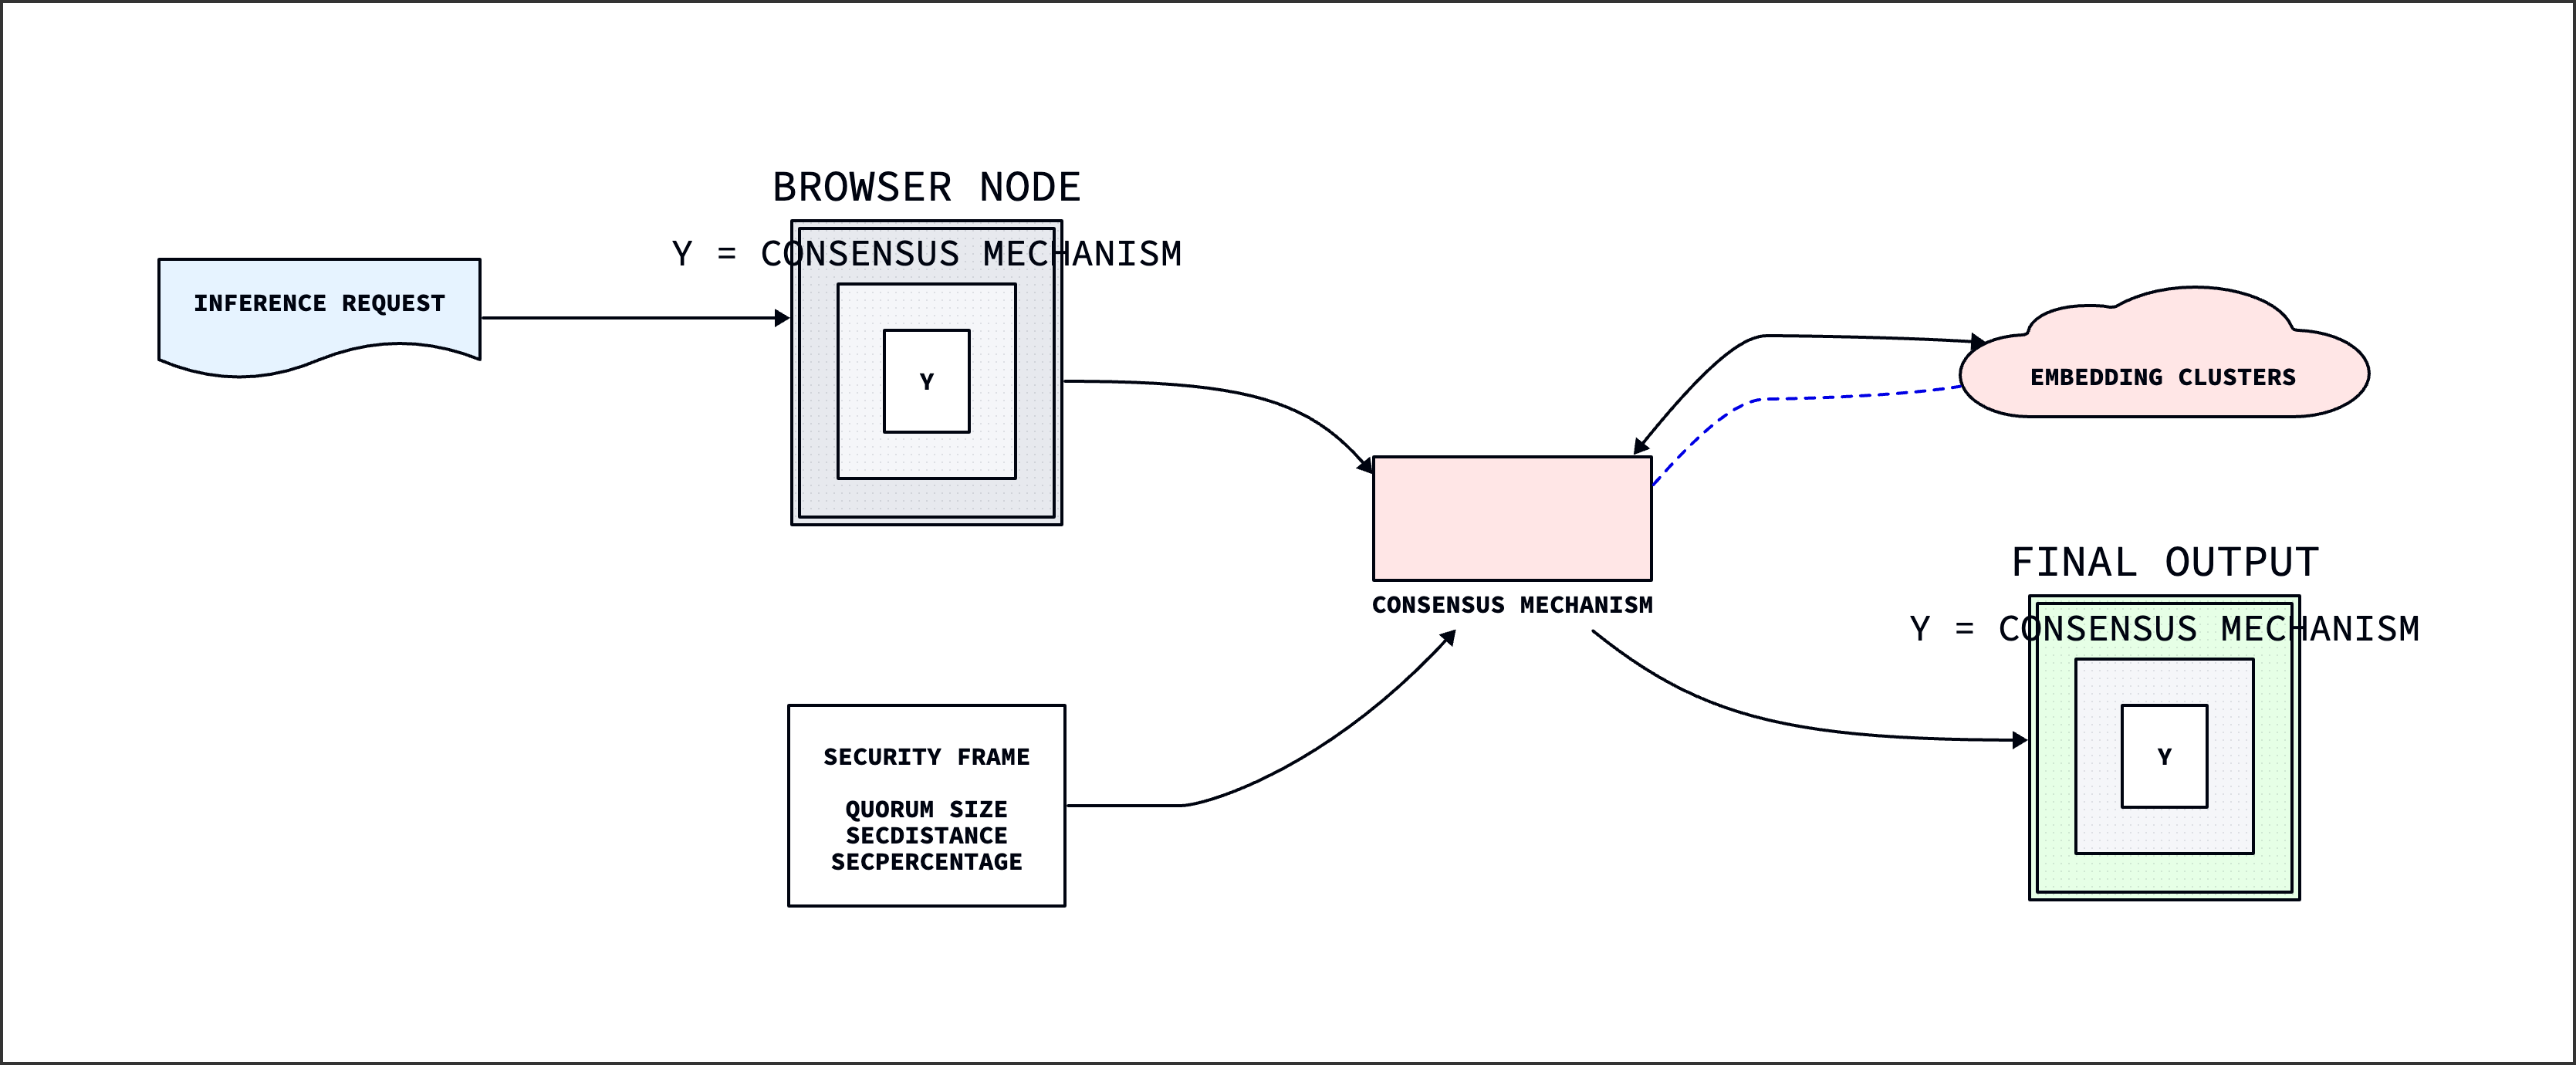 BROWSER NODE
Y = CONSENSUS MECHANISM
INFERENCE REQUEST
Y
EMBEDDING CLUSTERS
CONSENSUS MECHANISM
FINAL OUTPUT
Y = CONSENSUS MECHANISM
Y
SECURITY FRAME
QUORUM SIZE
SECDISTANCE
SECPERCENTAGE